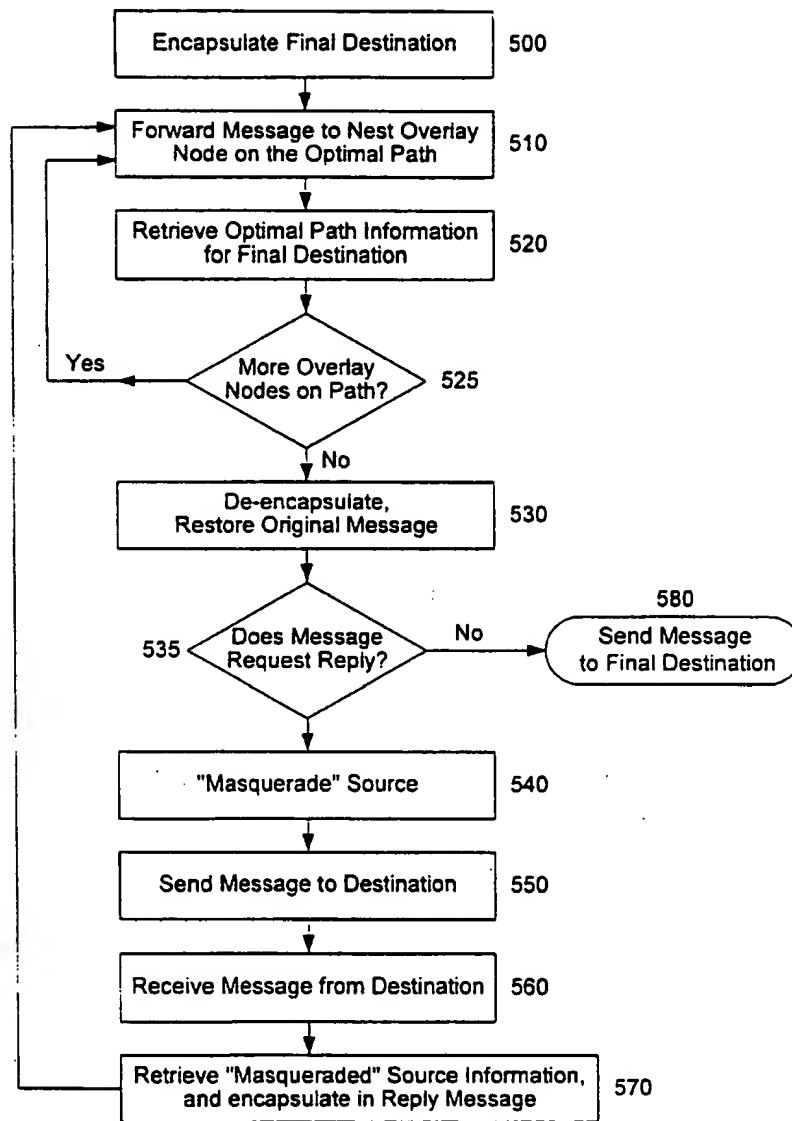 Encapsulate Final Destination 500
Forward Message to Nest Overlay
Node on the Optimal Path
510
Retrieve Optimal Path Information
for Final Destination
520
Yes
More Overlay
Nodes on Path?
525
No
De-encapsulate,
Restore Original Message
530
535
Does Message
Request Reply?
No
580
Send Message
to Final Destination
"Masquerade" Source 540
Send Message to Destination 550
Receive Message from Destination 560
Retrieve "Masqueraded" Source Information,
and encapsulate in Reply Message
570